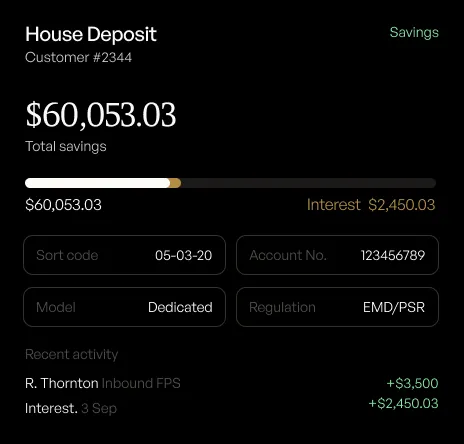 House Deposit Savings
Customer #2344
$60,053.03
Total savings
$60,053.03 Interest $2,450.03
Sort code 05-03-20 Account No. 123456789
Model Dedicated Regulation EMD/PSR
Recent activity
R. Thornton Inbound FPS +$3,500
Interest. 3 Sep +$2,450.03